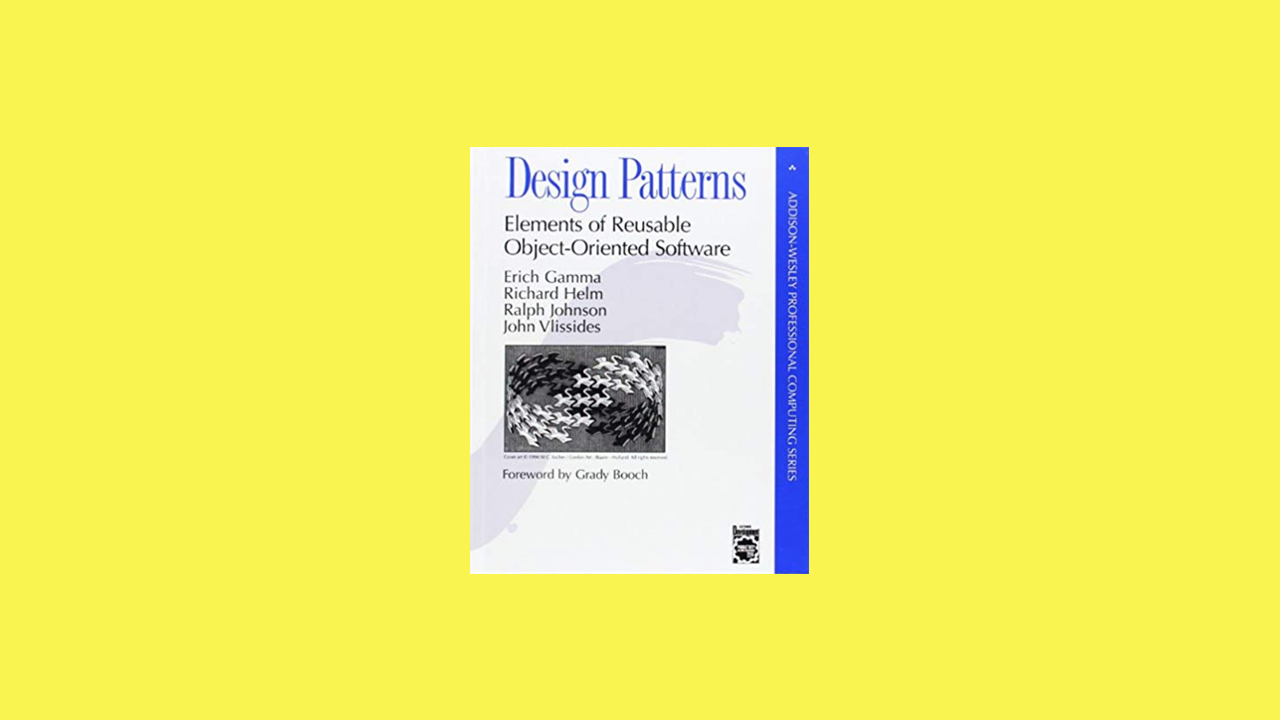 Design Patterns
Elements of Reusable
Object-Oriented Software
Erich Gamma
Richard Helm
Ralph Johnson
John Vlissides
Foreword by Grady Booch
ADDISON-WESLEY PROFESSIONAL COMPUTING SERIES